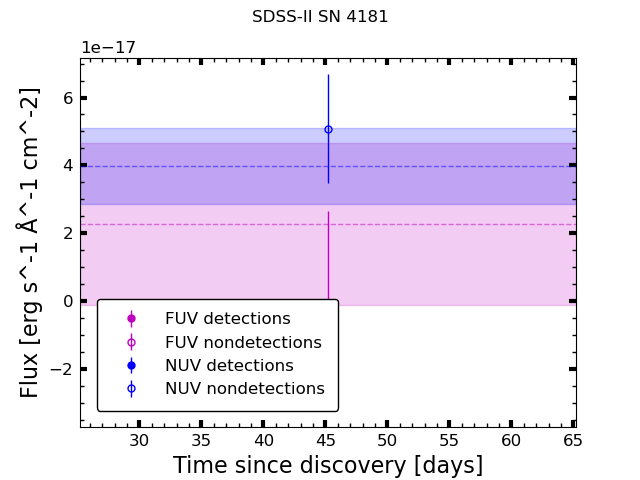 SDSS-II SN 4181
1e−17
Flux [erg s^-1 Å^-1 cm^-2]
6
4
2
0
−2
FUV detections
FUV nondetections
NUV detections
NUV nondetections
30 35 40 45 50 55 60 65
Time since discovery [days]